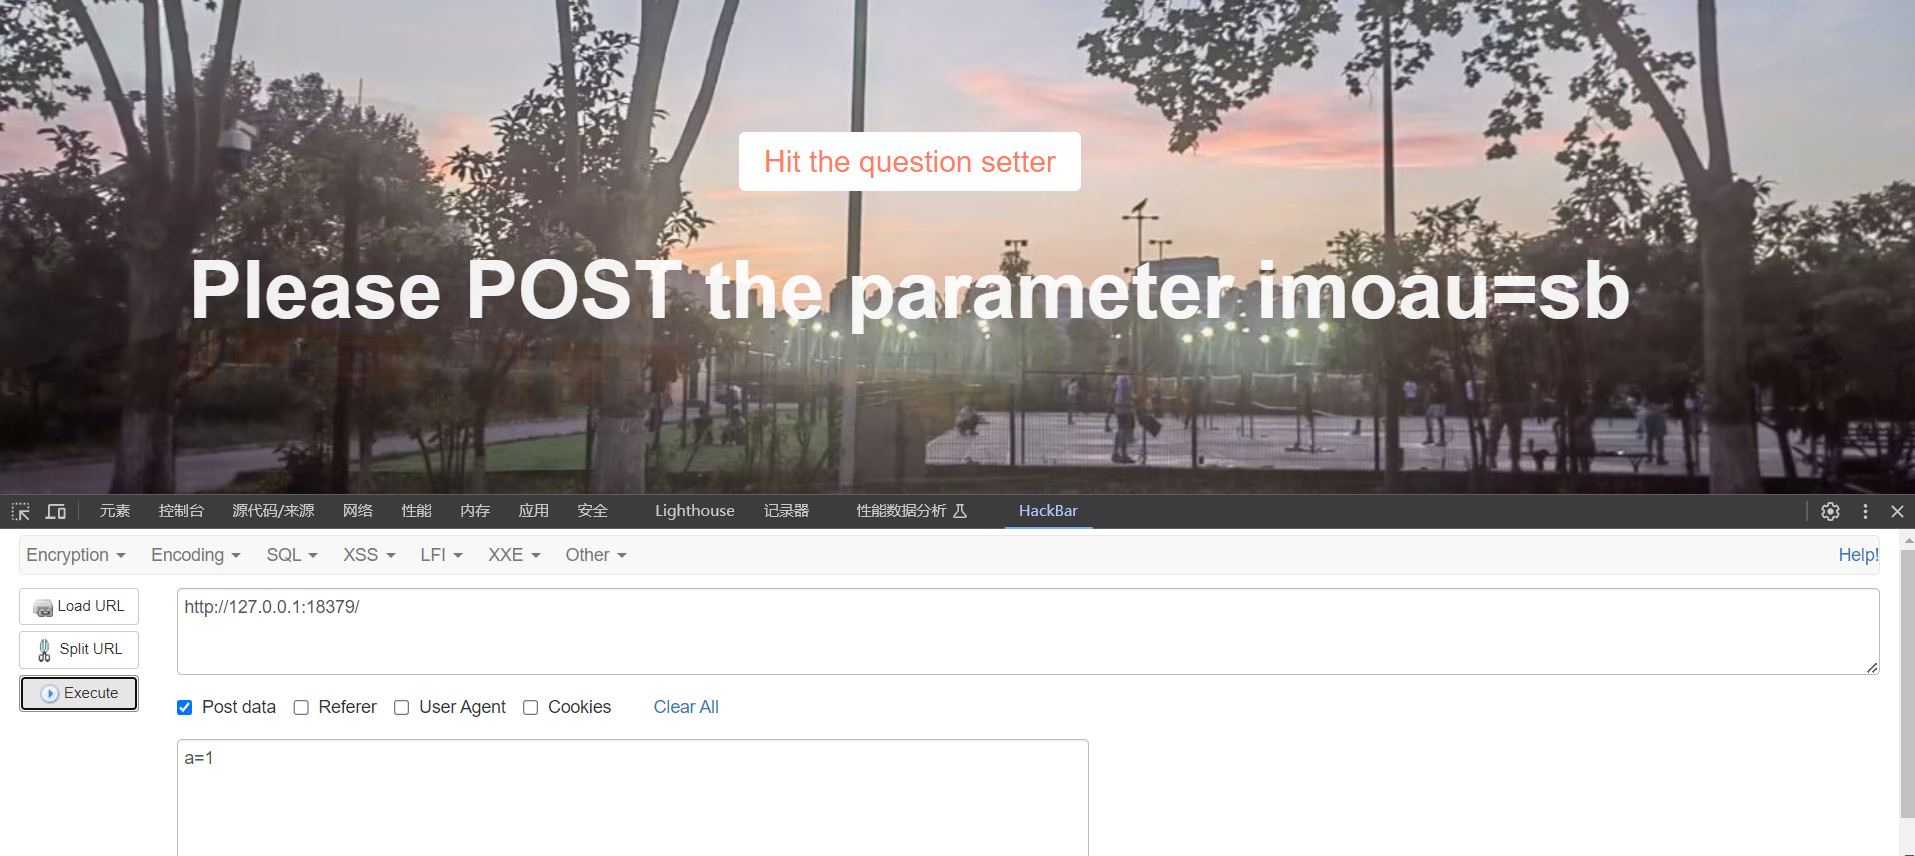 Hit the question setter
Please POST the parameter imoau=sb
元素 控制台 源代码/来源 网络 性能 内存 应用 安全 Lighthouse 记录器 性能数据分析 HackBar
Encryption Encoding SQL XSS LFI XXE Other Help!
Load URL http://127.0.0.1:18379/
Split URL
Execute
Post data Referer User Agent Cookies Clear All
a=1